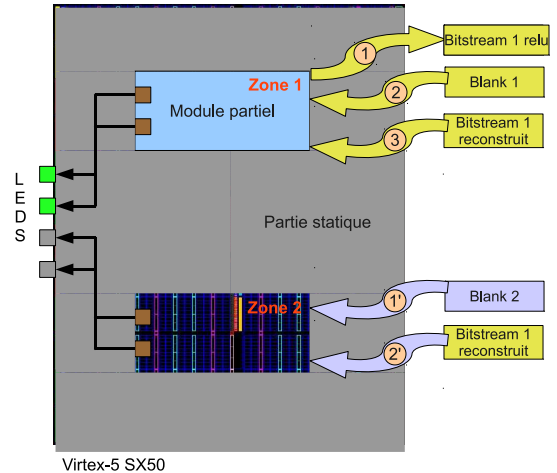 Bitstream 1 relu
1
Zone 1
Blank 1
2
Module partiel
Bitstream 1
reconstruit
3
L
E
D
S
Partie statique
Blank 2
1'
Zone 2
Bitstream 1
reconstruit
2'
Virtex-5 SX50